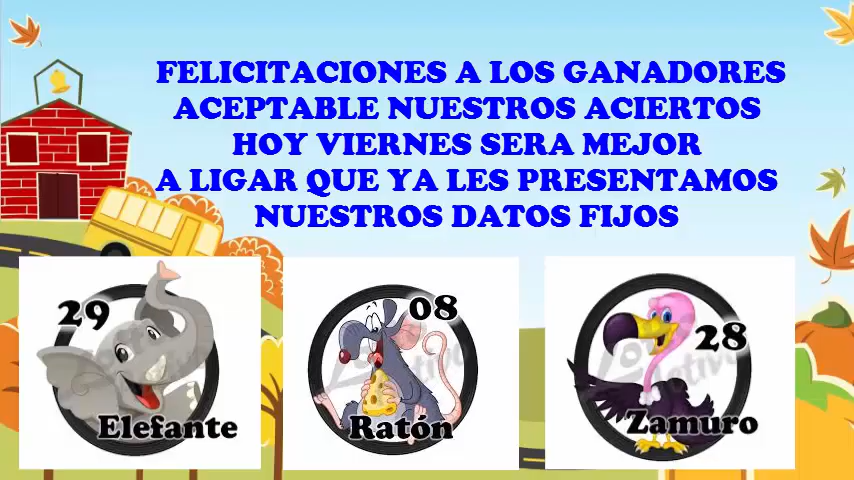 FELICITACIONES A LOS GANADORES
ACEPTABLE NUESTROS ACIERTOS
HOY VIERNES SERA MEJOR
A LIGAR QUE YA LES PRESENTAMOS
NUESTROS DATOS FIJOS
29
Elefante
08
Ratón
28
Zamuro